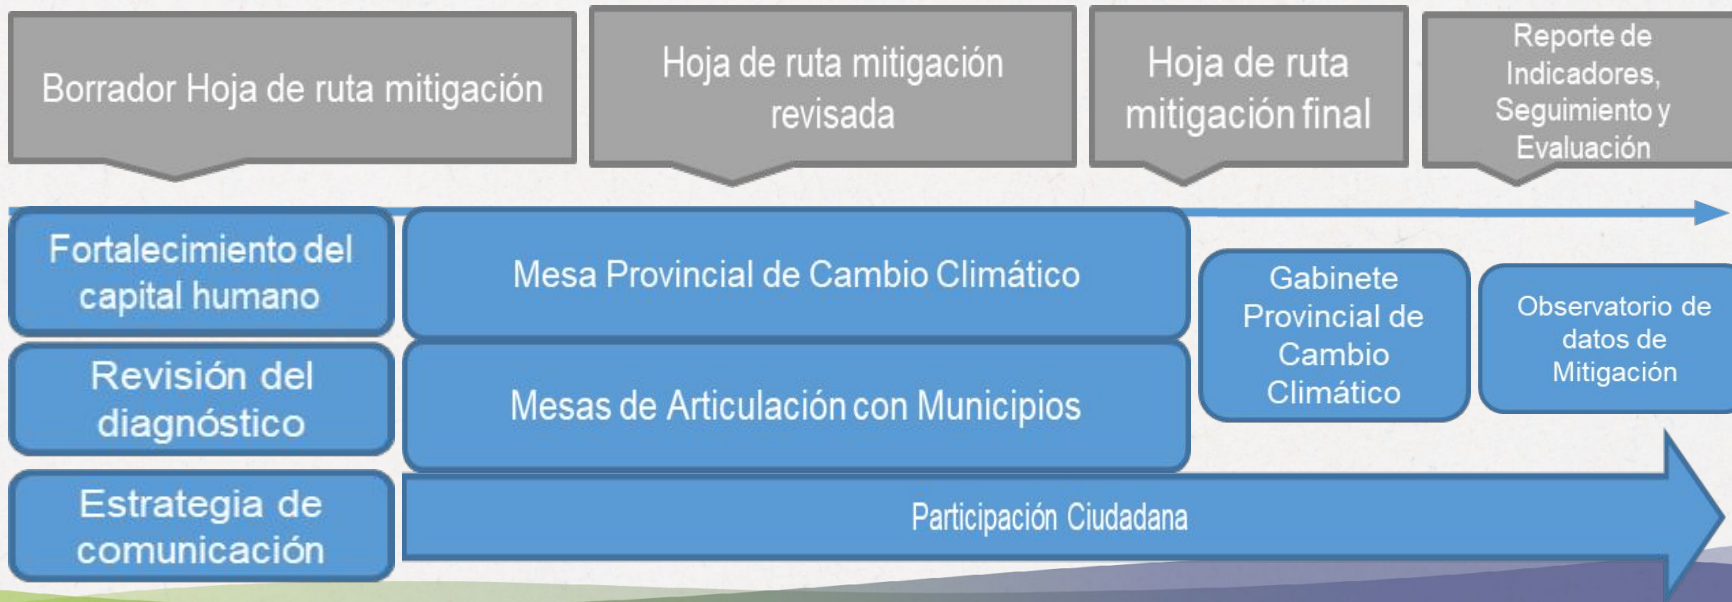 Borrador Hoja de ruta mitigación
Hoja de ruta mitigación
revisada
Hoja de ruta
mitigación final
Reporte de
Indicadores,
Seguimiento y
Evaluación
Fortalecimiento del
capital humano
Mesa Provincial de Cambio Climático
Gabinete
Provincial de
Cambio
Climático
Observatorio de
datos de
Mitigación
Revisión del
diagnóstico
Mesas de Articulación con Municipios
Estrategia de
comunicación
Participación Ciudadana